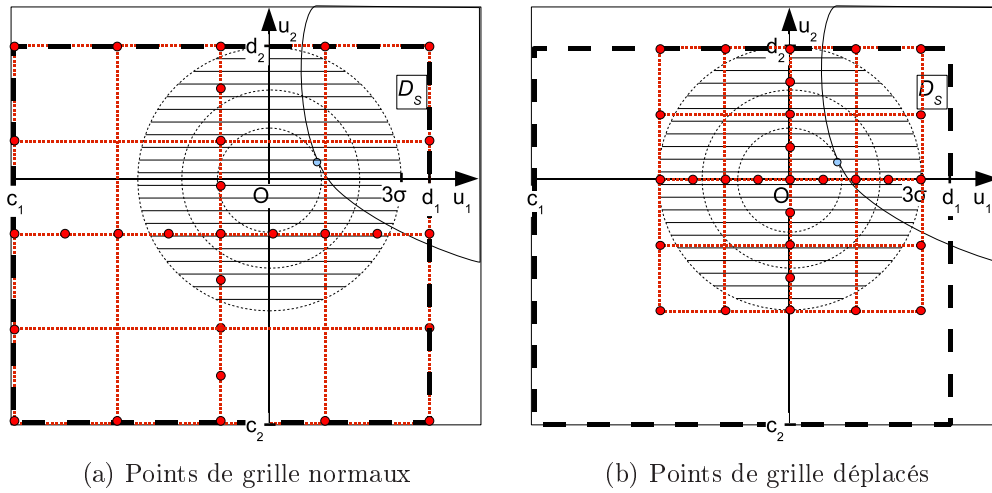 u₂ u₂
d₂ d₂
Dₛ Dₛ
O 3σ O 3σ
c₁ d₁ u₁ c₁ d₁ u₁
c₂ c₂
(a) Points de grille normaux (b) Points de grille déplacés